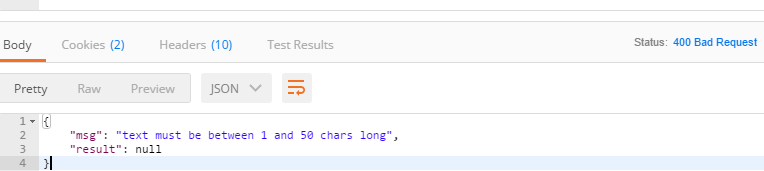 Body Cookies (2) Headers (10) Test Results Status: 400 Bad Request
Pretty Raw Preview JSON
1 {
2 "msg": "text must be between 1 and 50 chars long",
3 "result": null
4 }